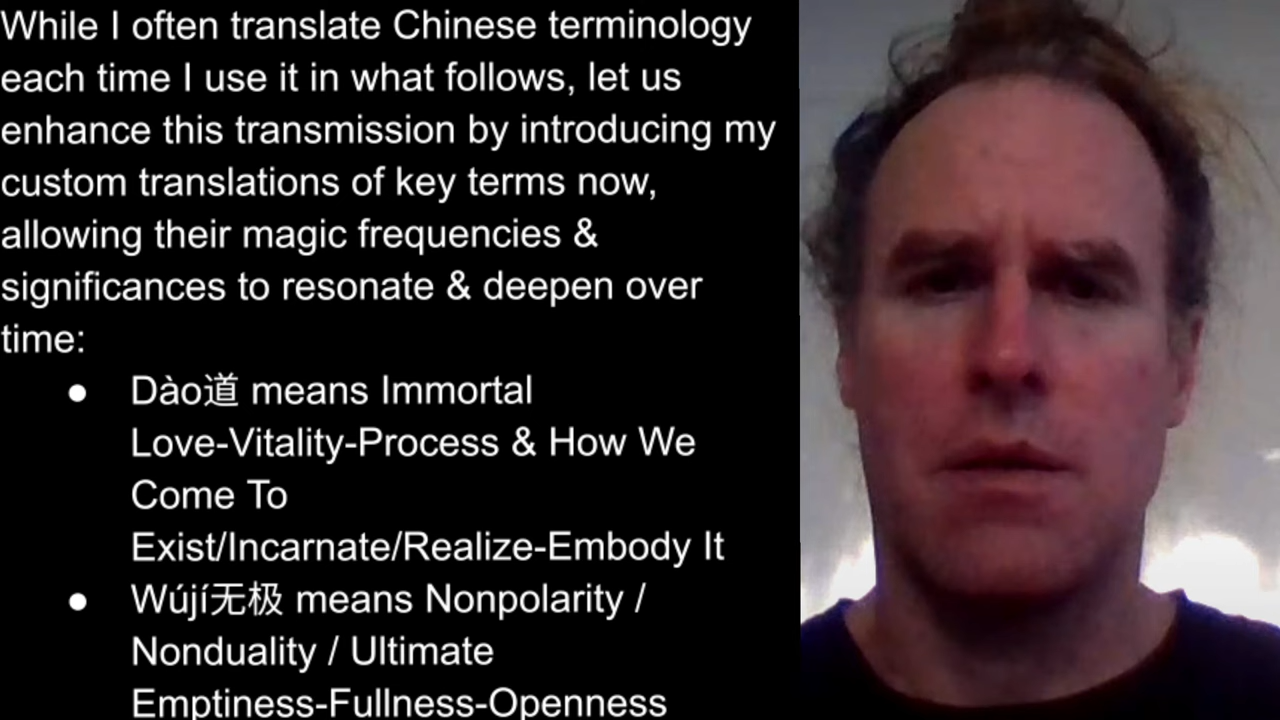 While I often translate Chinese terminology
each time I use it in what follows, let us
enhance this transmission by introducing my
custom translations of key terms now,
allowing their magic frequencies &
significances to resonate & deepen over
time:
● Dào道 means Immortal
Love-Vitality-Process & How We
Come To
Exist/Incarnate/Realize-Embody It
● Wújí无极 means Nonpolarity /
Nonduality / Ultimate
Emptiness-Fullness-Openness